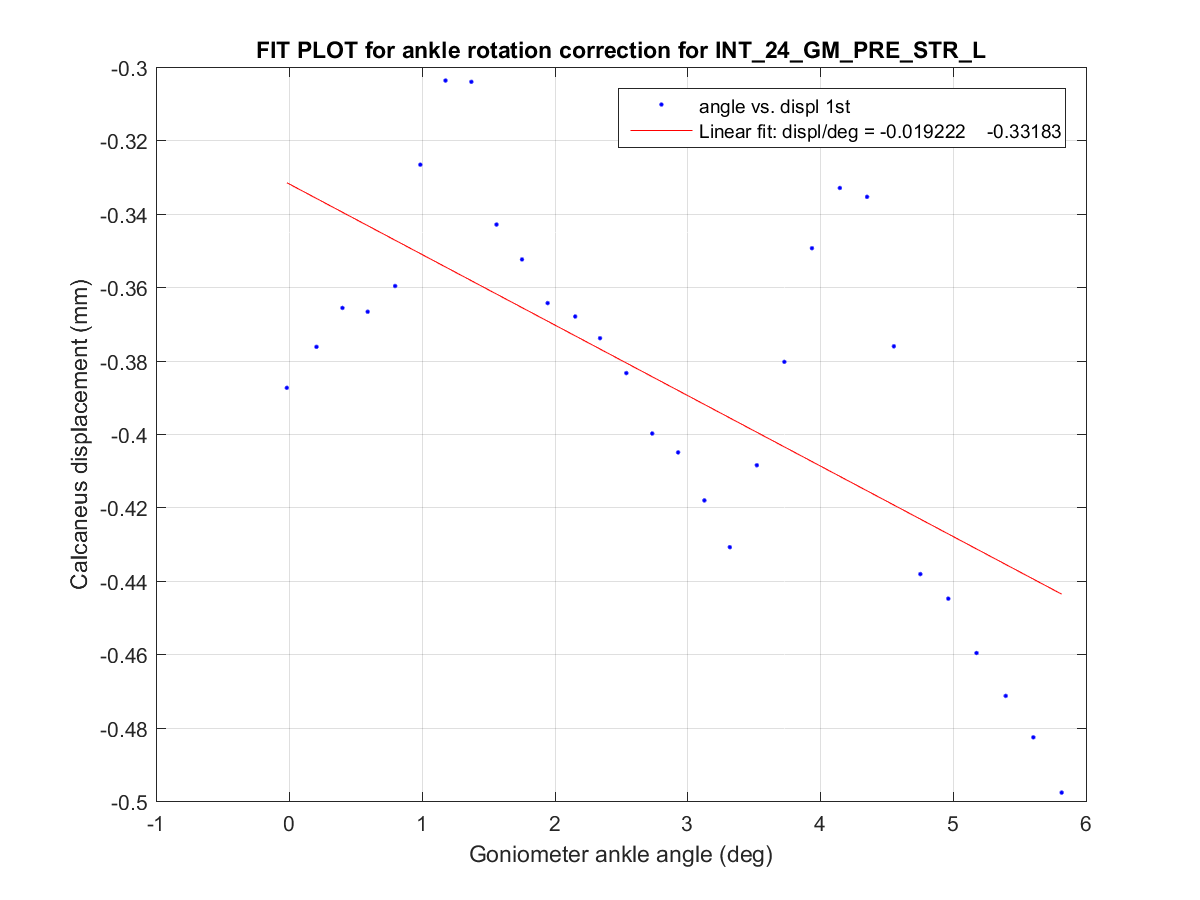 FIT PLOT for ankle rotation correction for INT_24_GM_PRE_STR_L
angle vs. displ 1st
Linear fit: displ/deg = -0.019222    -0.33183
Calcaneus displacement (mm)
-0.3
-0.32
-0.34
-0.36
-0.38
-0.4
-0.42
-0.44
-0.46
-0.48
-0.5
-1 0 1 2 3 4 5 6
Goniometer ankle angle (deg)